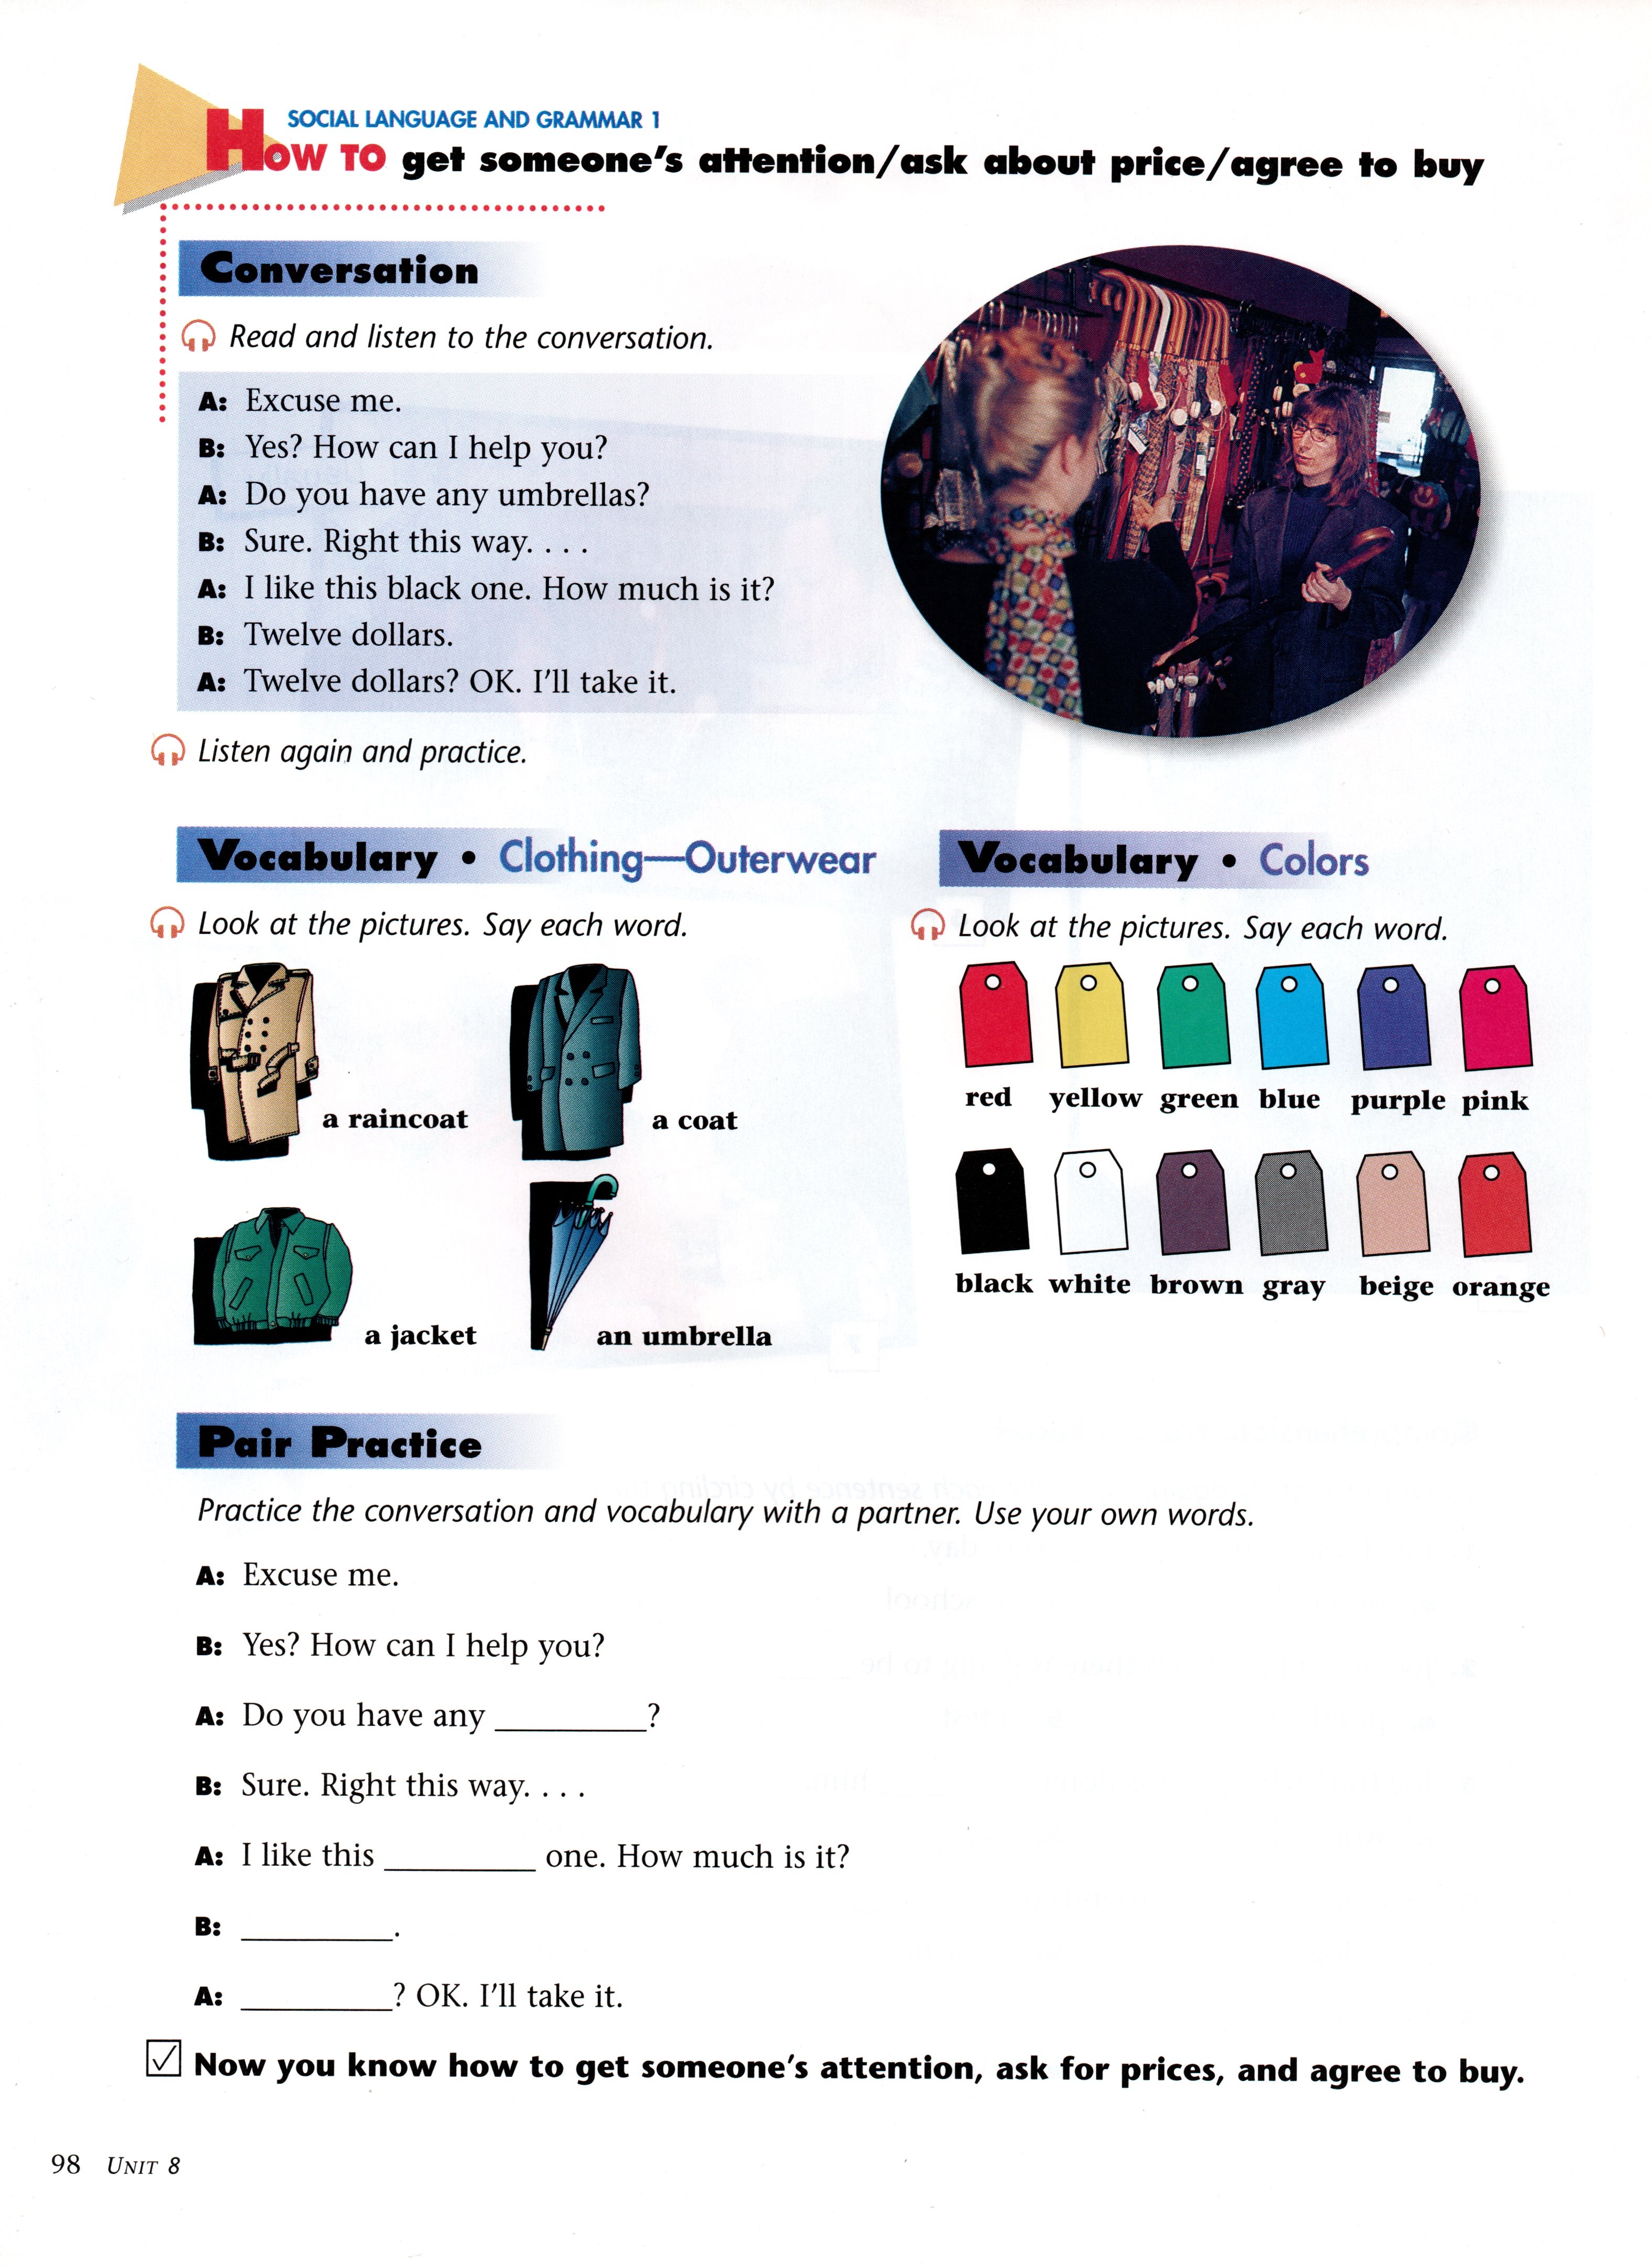 SOCIAL LANGUAGE AND GRAMMAR 1
HOW TO get someone's attention/ask about price/agree to buy
Conversation
Read and listen to the conversation.
A: Excuse me.
B: Yes? How can I help you?
A: Do you have any umbrellas?
B: Sure. Right this way. . . .
A: I like this black one. How much is it?
B: Twelve dollars.
A: Twelve dollars? OK. I'll take it.
Listen again and practice.
Vocabulary • Clothing—Outerwear
Look at the pictures. Say each word.
a raincoat
a coat
a jacket
an umbrella
Vocabulary • Colors
Look at the pictures. Say each word.
red yellow green blue purple pink
black white brown gray beige orange
Pair Practice
Practice the conversation and vocabulary with a partner. Use your own words.
A: Excuse me.
B: Yes? How can I help you?
A: Do you have any _________?
B: Sure. Right this way. . . .
A: I like this _________ one. How much is it?
B: _________.
A: _________? OK. I'll take it.
Now you know how to get someone's attention, ask for prices, and agree to buy.
98 UNIT 8